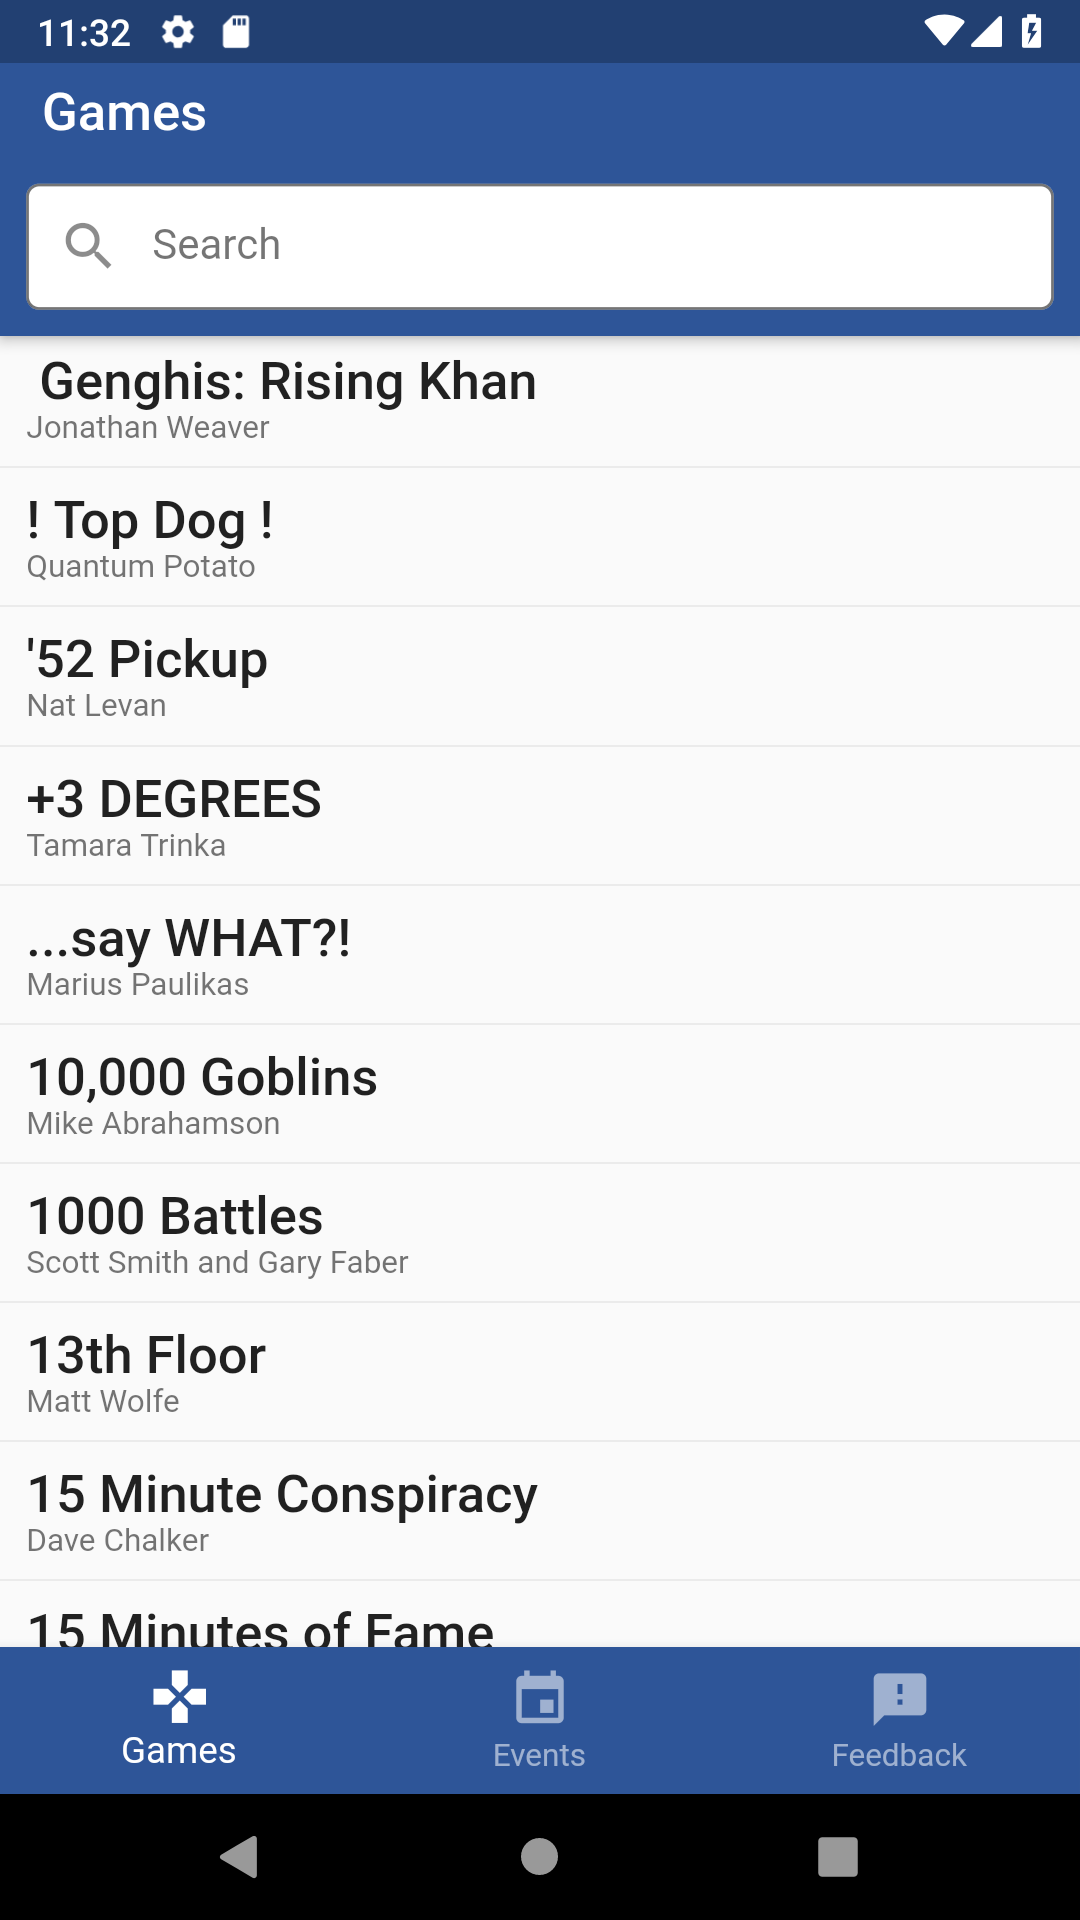 11:32
Games
Search
Genghis: Rising Khan
Jonathan Weaver
! Top Dog !
Quantum Potato
'52 Pickup
Nat Levan
+3 DEGREES
Tamara Trinka
...say WHAT?!
Marius Paulikas
10,000 Goblins
Mike Abrahamson
1000 Battles
Scott Smith and Gary Faber
13th Floor
Matt Wolfe
15 Minute Conspiracy
Dave Chalker
15 Minutes of Fame
Games
Events
Feedback